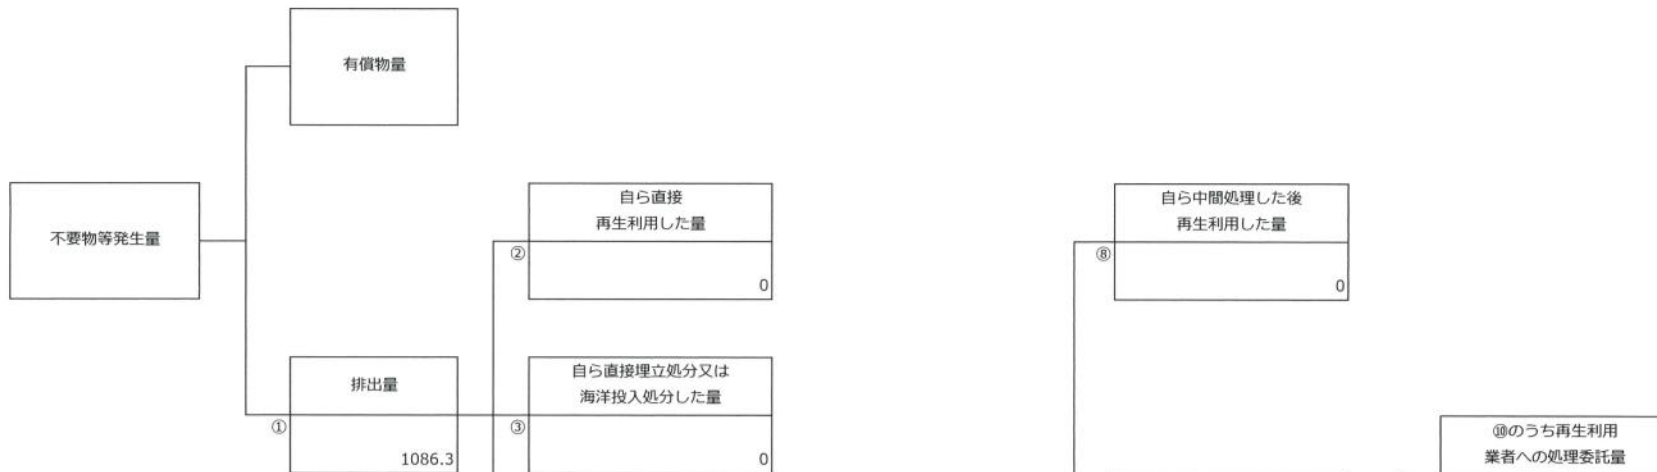 有償物量
不要物等発生量
自ら直接
再生利用した量
②
0
自ら中間処理した後
再生利用した量
⑧
0
排出量
①
1086.3
自ら直接埋立処分又は
海洋投入処分した量
③
0
⑩のうち再生利用
業者への処理委託量